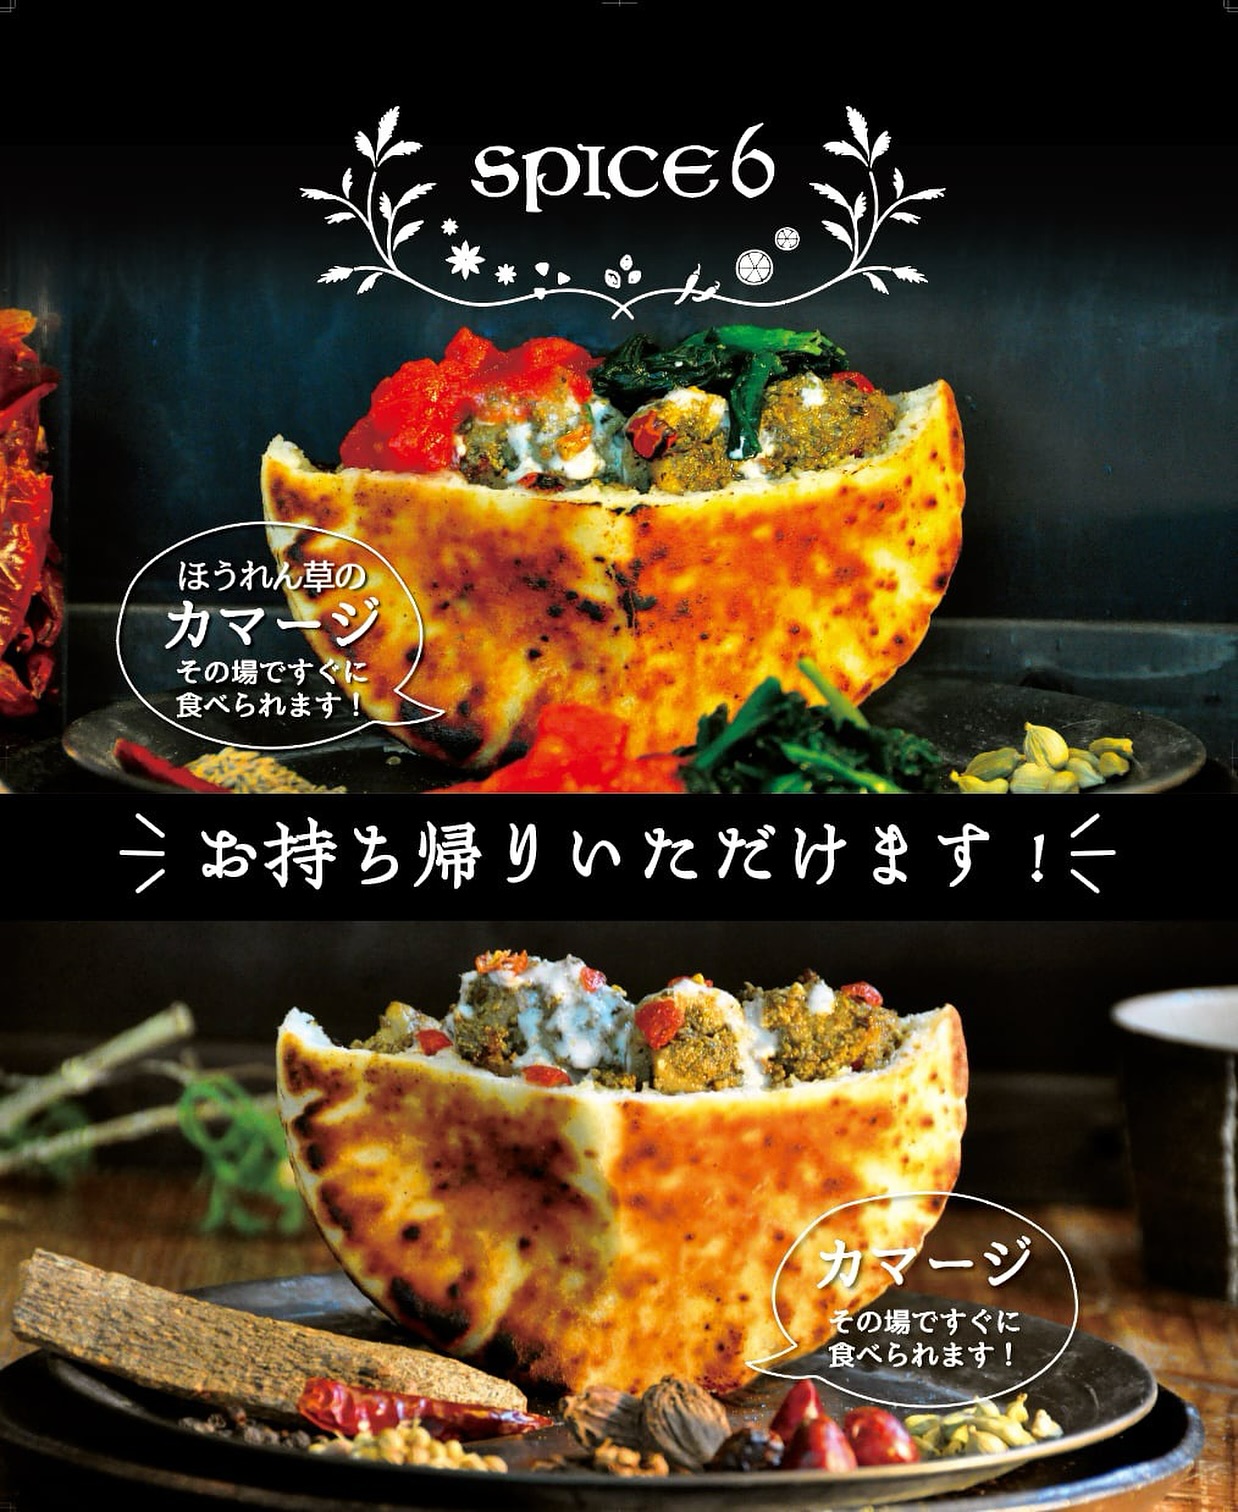 SPICE6
ほうれん草の
カマージ
その場ですぐに
食べられます！
お持ち帰りいただけます！
カマージ
その場ですぐに
食べられます！